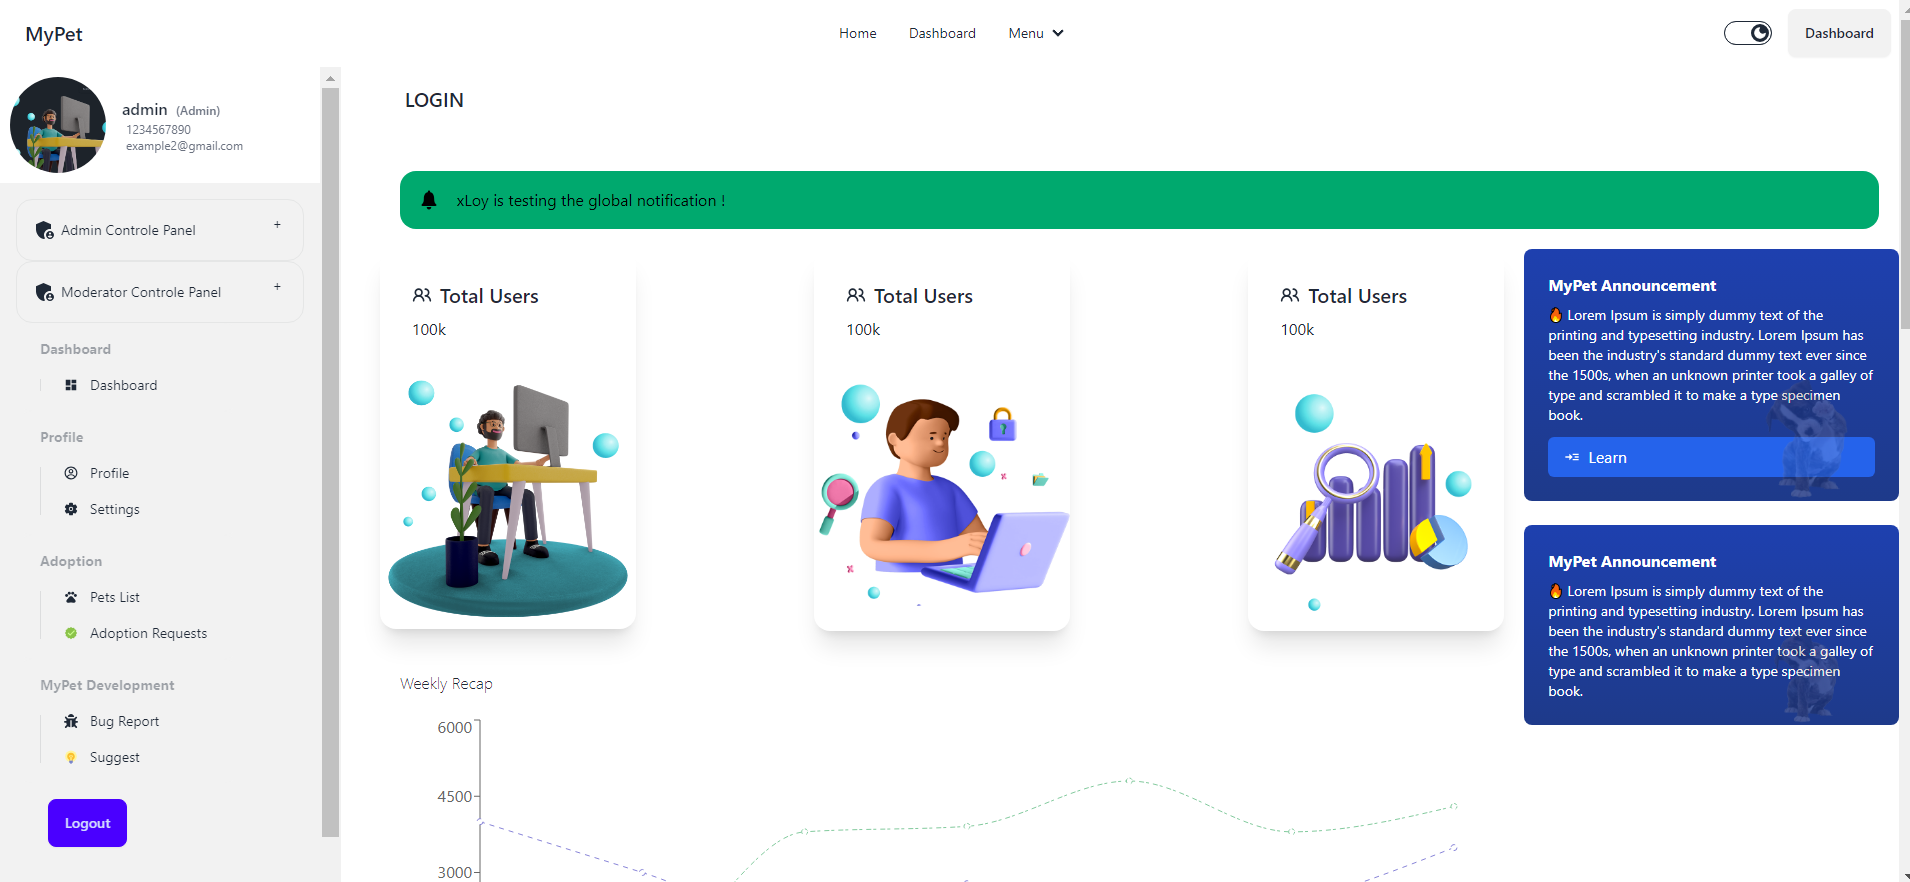 MyPet
Home Dashboard Menu
Dashboard
admin (Admin)
1234567890
example2@gmail.com
Admin Controle Panel +
Moderator Controle Panel +
Dashboard
Dashboard
Profile
Profile
Settings
Adoption
Pets List
Adoption Requests
MyPet Development
Bug Report
Suggest
Logout
LOGIN
xLoy is testing the global notification !
Total Users
100k
Total Users
100k
Total Users
100k
MyPet Announcement
🔥 Lorem Ipsum is simply dummy text of the
printing and typesetting industry. Lorem Ipsum has
been the industry's standard dummy text ever since
the 1500s, when an unknown printer took a galley of
type and scrambled it to make a type specimen
book.
Learn
MyPet Announcement
🔥 Lorem Ipsum is simply dummy text of the
printing and typesetting industry. Lorem Ipsum has
been the industry's standard dummy text ever since
the 1500s, when an unknown printer took a galley of
type and scrambled it to make a type specimen
book.
Weekly Recap
6000
4500
3000